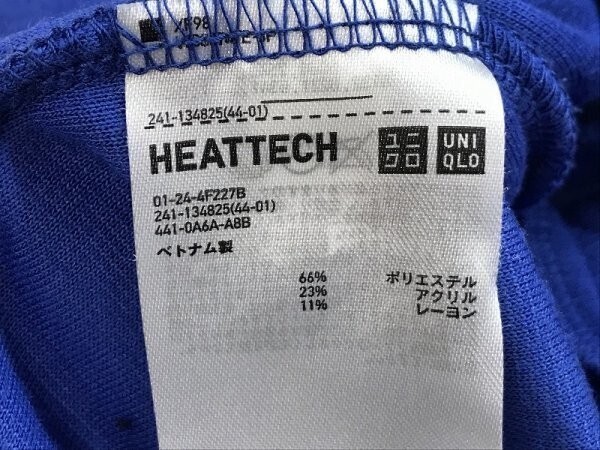 XF98
241-134825(44-01)
HEATTECH ユニクロ UNIQLO
01-24-4F227B
241-134825(44-01)
441-0A6A-A8B
ベトナム製
66% ポリエステル
23% アクリル
11% レーヨン